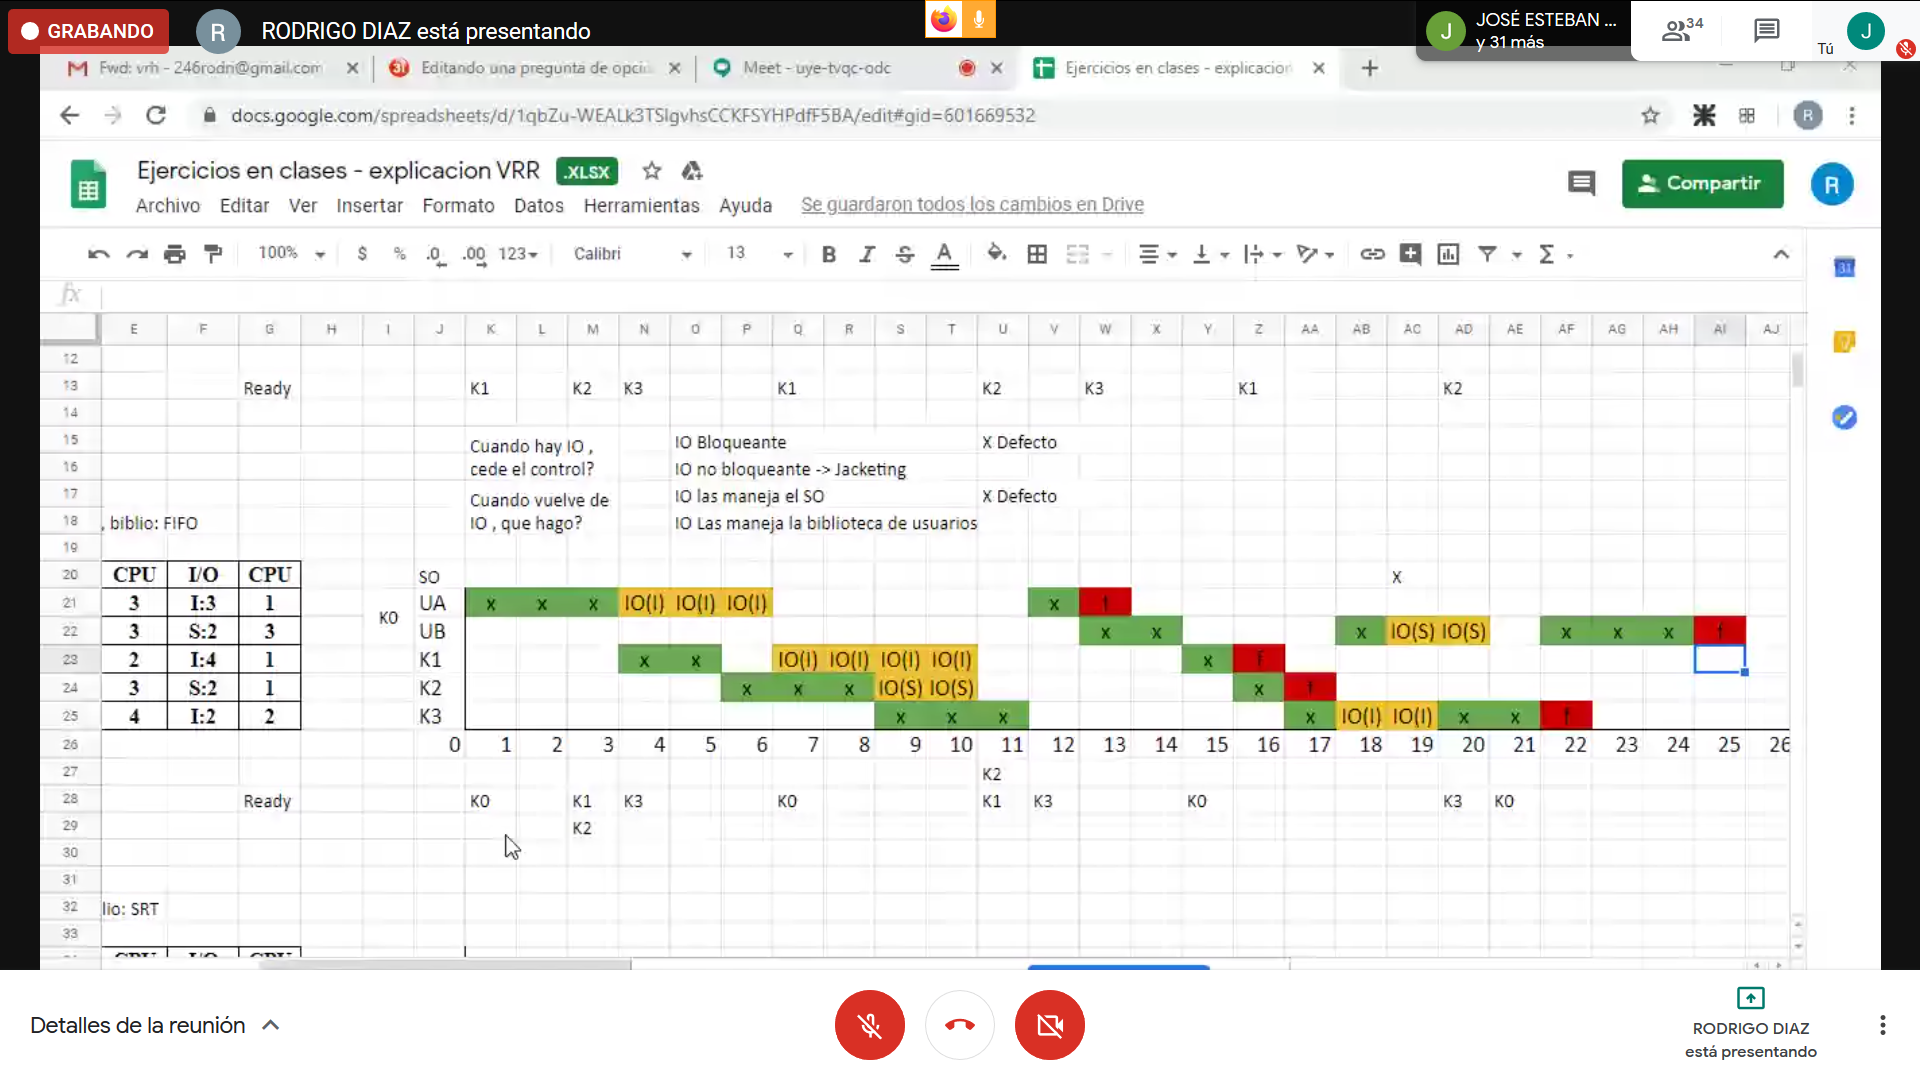 GRABANDO
R
RODRIGO DIAZ está presentando
J
JOSÉ ESTEBAN ...
y 31 más
34
Tú
J
Fwd: vrh - 246rodn@gmail.com
31
Editando una pregunta de opci
Meet - uye-tvqc-odc
Ejercicios en clases - explicacion
docs.google.com/spreadsheets/d/1qbZu-WEALk3TSlgvhsCCKFSYHPdfF5BA/edit#gid=601669532
R
Ejercicios en clases - explicacion VRR .XLSX
Compartir
R
Archivo Editar Ver Insertar Formato Datos Herramientas Ayuda Se guardaron todos los cambios en Drive
100% $ % .0 .00 123 Calibri 13 B I S A Σ
31
fx
E F G H I J K L M N O P Q R S T U V W X Y Z AA AB AC AD AE AF AG AH AI AJ
12
13 Ready K1 K2 K3 K1 K2 K3 K1 K2
14
15 Cuando hay IO , IO Bloqueante X Defecto
16 cede el control? IO no bloqueante -> Jacketing
17 Cuando vuelve de IO las maneja el SO X Defecto
18 , biblio: FIFO IO , que hago? IO Las maneja la biblioteca de usuarios
19
20 CPU I/O CPU SO X
21 3 I:3 1 UA x x x IO(I) IO(I) IO(I) x f
K0
22 3 S:2 3 UB x x x IO(S) IO(S) x x x f
23 2 I:4 1 K1 x x IO(I) IO(I) IO(I) IO(I) x f
24 3 S:2 1 K2 x x x IO(S) IO(S) x f
25 4 I:2 2 K3 x x x x IO(I) IO(I) x x f
26 0 1 2 3 4 5 6 7 8 9 10 11 12 13 14 15 16 17 18 19 20 21 22 23 24 25 26
27 K2
28 Ready K0 K1 K3 K0 K1 K3 K0 K3 K0
29 K2
30
31
32 lio: SRT
33
CPU I/O CPU
Detalles de la reunión
RODRIGO DIAZ
está presentando